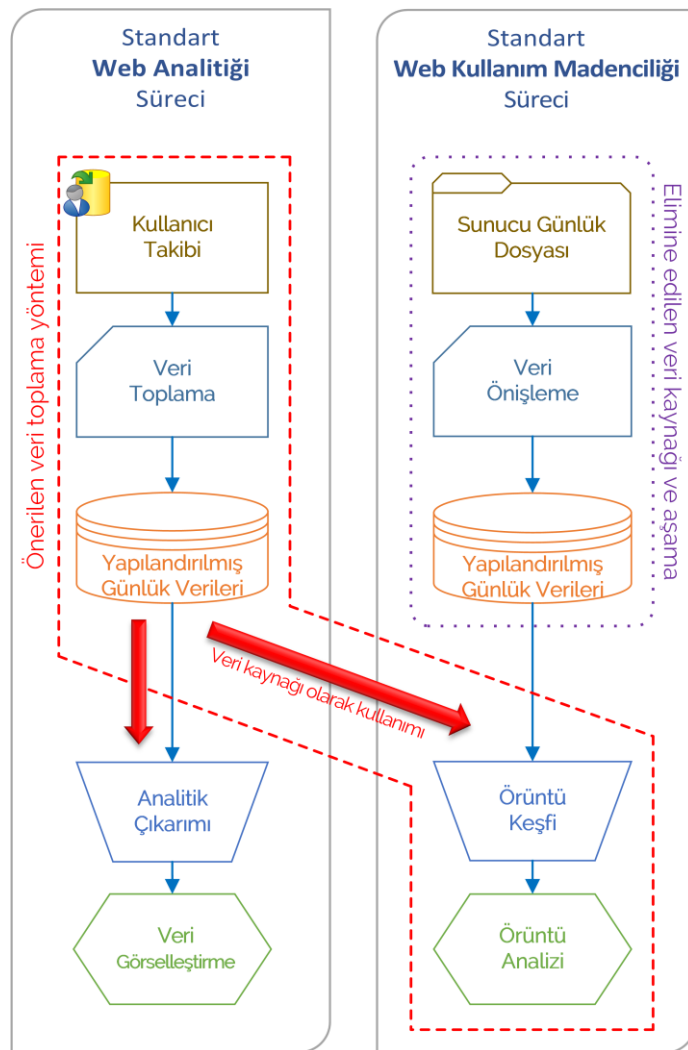 Standart
Web Analitiği
Süreci
Önerilen veri toplama yöntemi
Kullanıcı
Takibi
Veri
Toplama
Yapılandırılmış
Günlük Verileri
Analitik
Çıkarımı
Veri
Görselleştirme
Veri kaynağı olarak kullanımı
Standart
Web Kullanım Madenciliği
Süreci
Sunucu Günlük
Dosyası
Veri
Önişleme
Yapılandırılmış
Günlük Verileri
Elimine edilen veri kaynağı ve aşama
Örüntü
Keşfi
Örüntü
Analizi